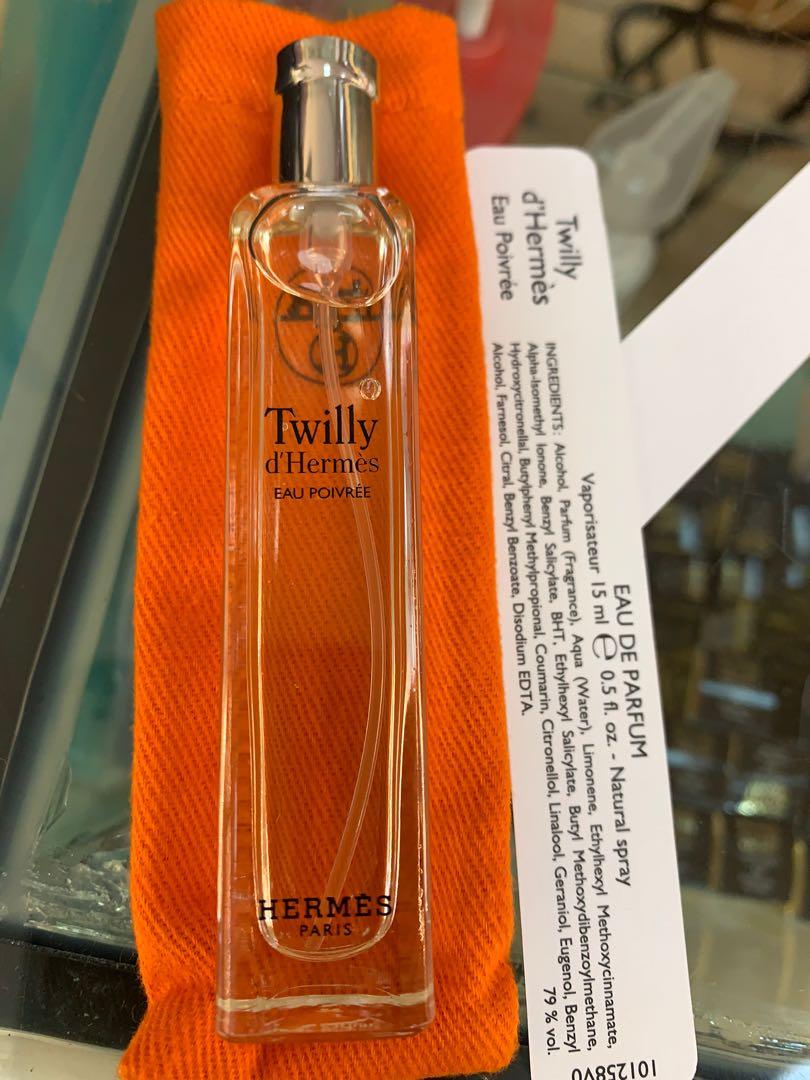 Twilly
d'Hermès
EAU POIVRÉE
HERMÈS
PARIS
Twilly
d'Hermès
Eau Poivrée
EAU DE PARFUM
Vaporisateur 15 ml ℮ 0.5 fl. oz. - Natural spray
INGREDIENTS: Alcohol, Parfum (Fragrance), Aqua (Water), Limonene, Ethylhexyl Methoxycinnamate,
Alpha-Isomethyl Ionone, Benzyl Salicylate, BHT, Ethylhexyl Salicylate, Butyl Methoxydibenzoylmethane,
Hydroxycitronellal, Butylphenyl Methylpropional, Coumarin, Citronellol, Linalool, Geraniol, Eugenol, Benzyl
Alcohol, Farnesol, Citral, Benzyl Benzoate, Disodium EDTA.
79 % vol.
101258V0